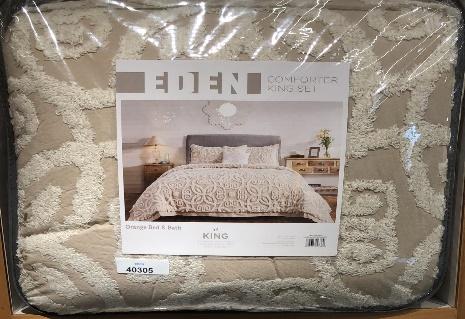 EDEN
COMFORTER
KING SET
Orange Bed & Bath
KING
40305